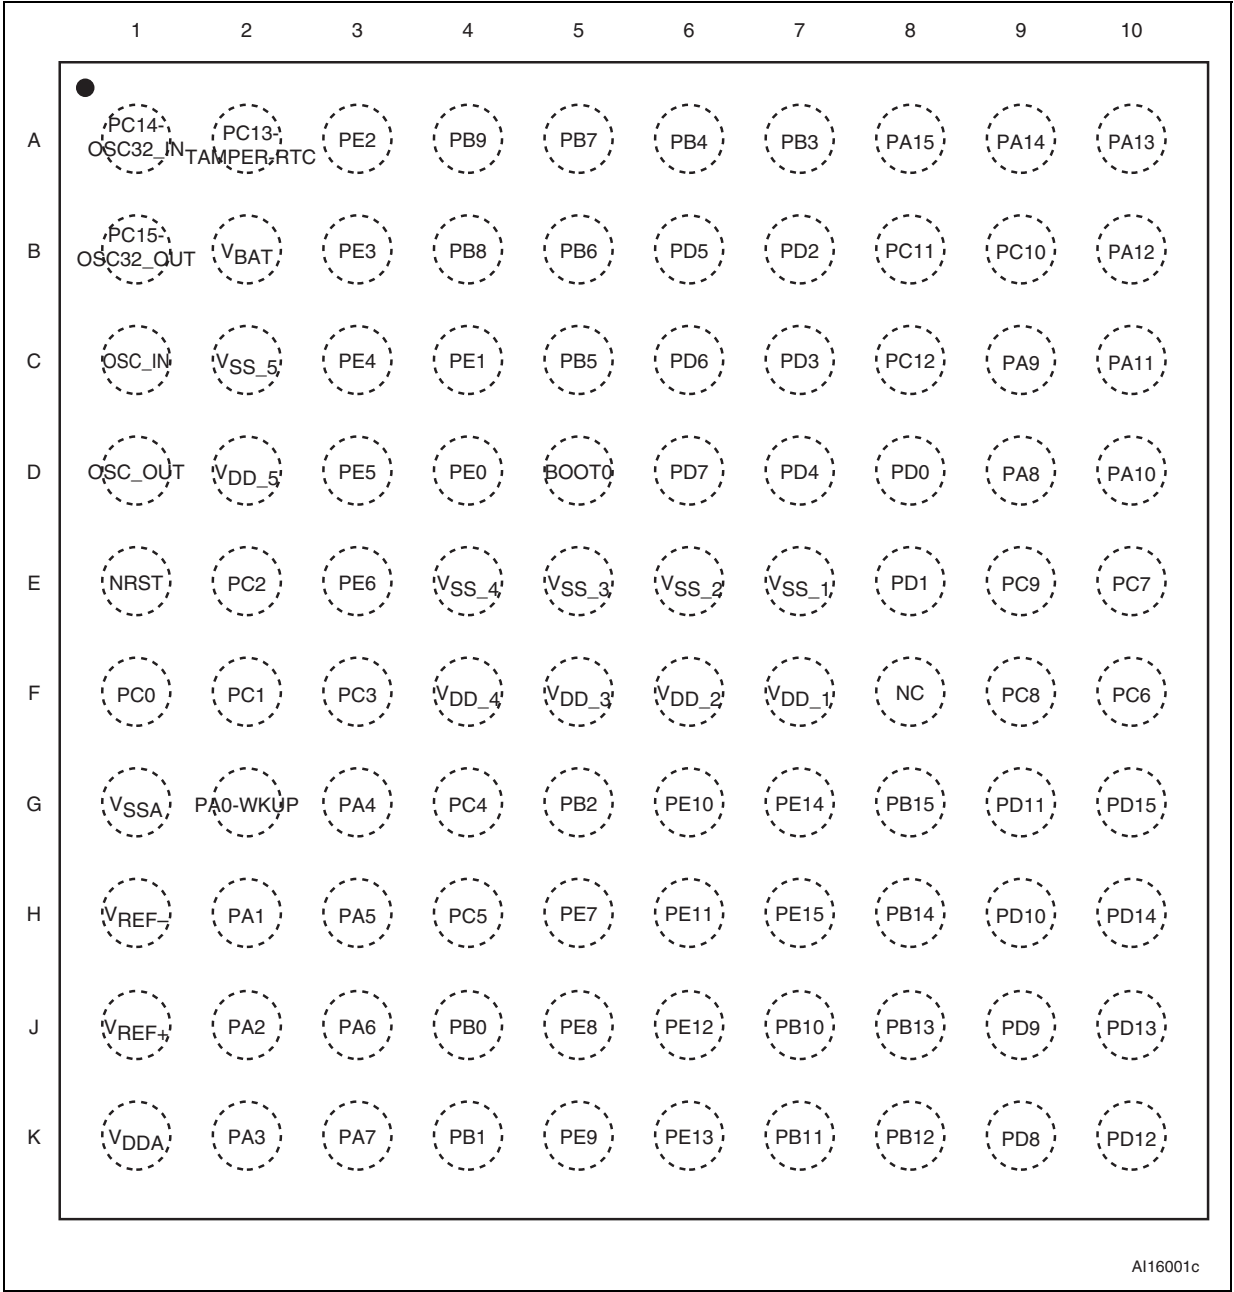 1 2 3 4 5 6 7 8 9 10
A PC14-OSC32_IN PC13-TAMPER-RTC PE2 PB9 PB7 PB4 PB3 PA15 PA14 PA13
B PC15-OSC32_OUT VBAT PE3 PB8 PB6 PD5 PD2 PC11 PC10 PA12
C OSC_IN VSS_5 PE4 PE1 PB5 PD6 PD3 PC12 PA9 PA11
D OSC_OUT VDD_5 PE5 PE0 BOOT0 PD7 PD4 PD0 PA8 PA10
E NRST PC2 PE6 VSS_4 VSS_3 VSS_2 VSS_1 PD1 PC9 PC7
F PC0 PC1 PC3 VDD_4 VDD_3 VDD_2 VDD_1 NC PC8 PC6
G VSSA PA0-WKUP PA4 PC4 PB2 PE10 PE14 PB15 PD11 PD15
H VREF– PA1 PA5 PC5 PE7 PE11 PE15 PB14 PD10 PD14
J VREF+ PA2 PA6 PB0 PE8 PE12 PB10 PB13 PD9 PD13
K VDDA PA3 PA7 PB1 PE9 PE13 PB11 PB12 PD8 PD12
AI16001c